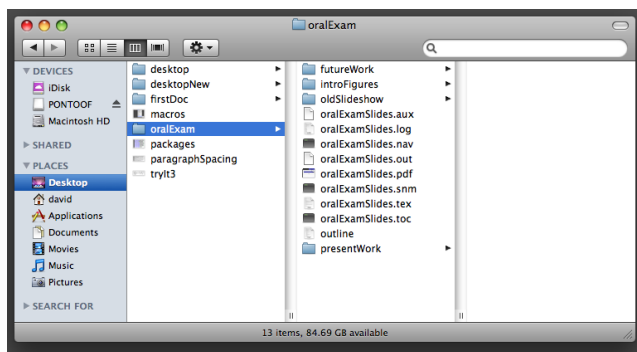 oralExam
DEVICES
iDisk
PONTOOF
Macintosh HD
SHARED
PLACES
Desktop
david
Applications
Documents
Movies
Music
Pictures
SEARCH FOR
desktop
desktopNew
firstDoc
macros
oralExam
packages
paragraphSpacing
tryIt3
futureWork
introFigures
oldSlideshow
oralExamSlides.aux
oralExamSlides.log
oralExamSlides.nav
oralExamSlides.out
oralExamSlides.pdf
oralExamSlides.snm
oralExamSlides.tex
oralExamSlides.toc
outline
presentWork
13 items, 84.69 GB available